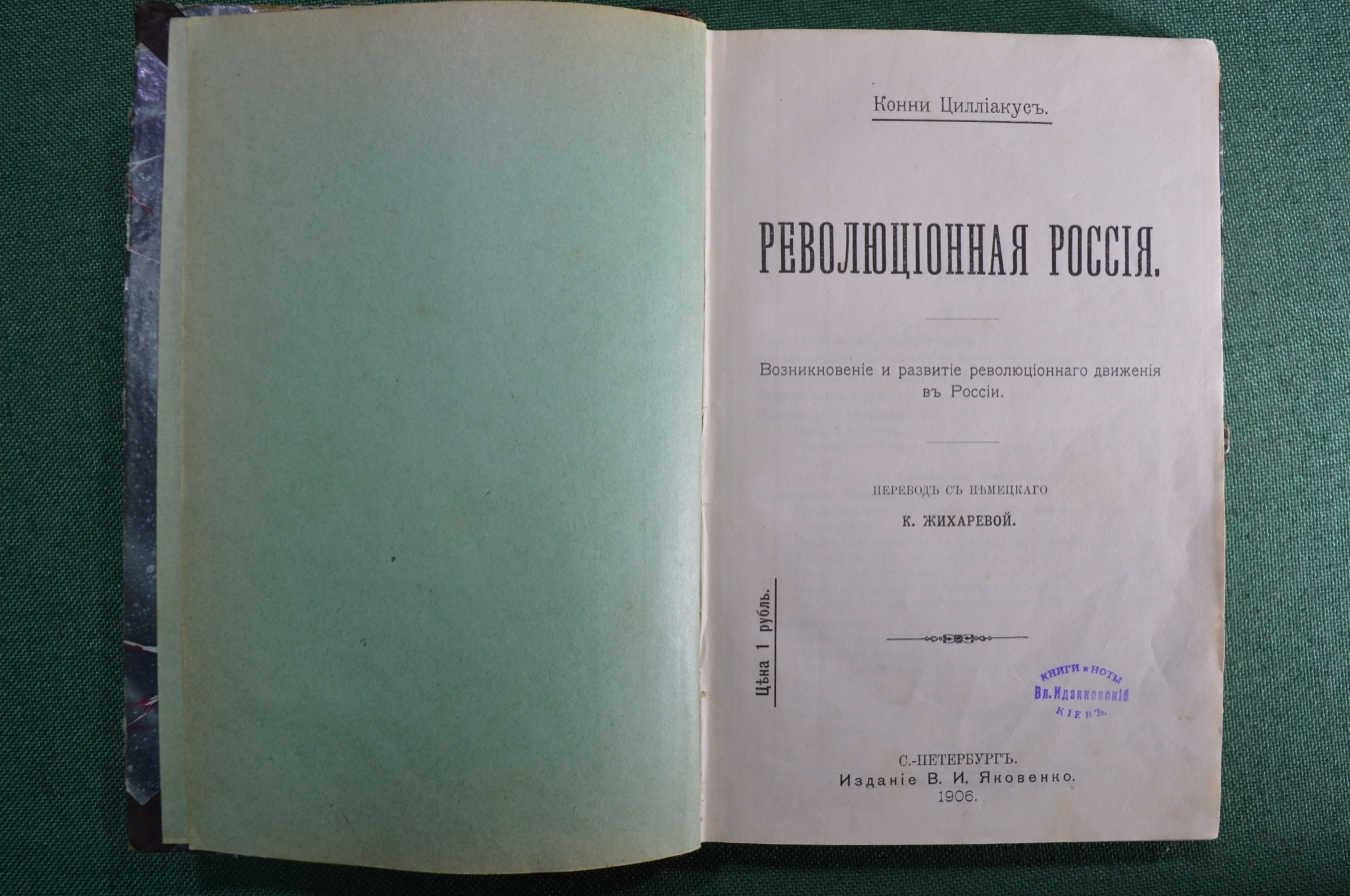 Конни Цилліакусъ.
РЕВОЛЮЦІОННАЯ РОССІЯ.
Возникновеніе и развитіе революціоннаго движенія
въ Россіи.
ПЕРЕВОДЪ СЪ НѢМЕЦКАГО
К. ЖИХАРЕВОЙ.
Цѣна 1 рубль.
КНИГИ и НОТЫ
Вл. Идзиковскій
КІЕВЪ
С.-ПЕТЕРБУРГЪ.
Изданіе В. И. Яковенко.
1906.